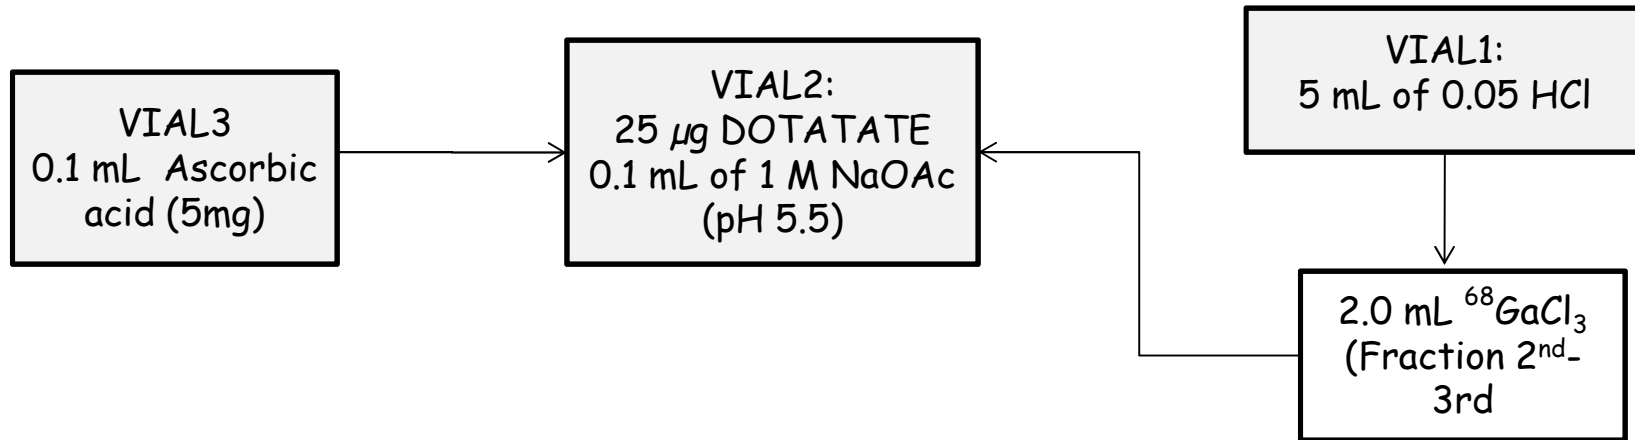 VIAL3
0.1 mL Ascorbic
acid (5mg)
VIAL2:
25 µg DOTATATE
0.1 mL of 1 M NaOAc
(pH 5.5)
VIAL1:
5 mL of 0.05 HCl
2.0 mL ⁶⁸GaCl₃
(Fraction 2ⁿᵈ-
3rd